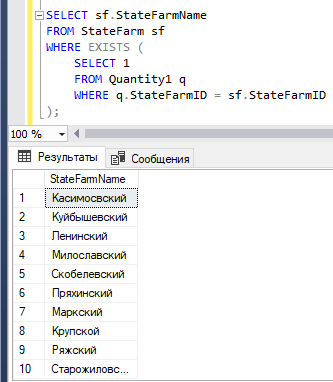 SELECT sf.StateFarmName
FROM StateFarm sf
WHERE EXISTS (
SELECT 1
FROM Quantity1 q
WHERE q.StateFarmID = sf.StateFarmID
);
100 %
Результаты Сообщения
StateFarmName
1 Касимосвский
2 Куйбышевский
3 Ленинский
4 Милославский
5 Скобелевский
6 Пряхинский
7 Маркский
8 Крупской
9 Ряжский
10 Старожиловс...